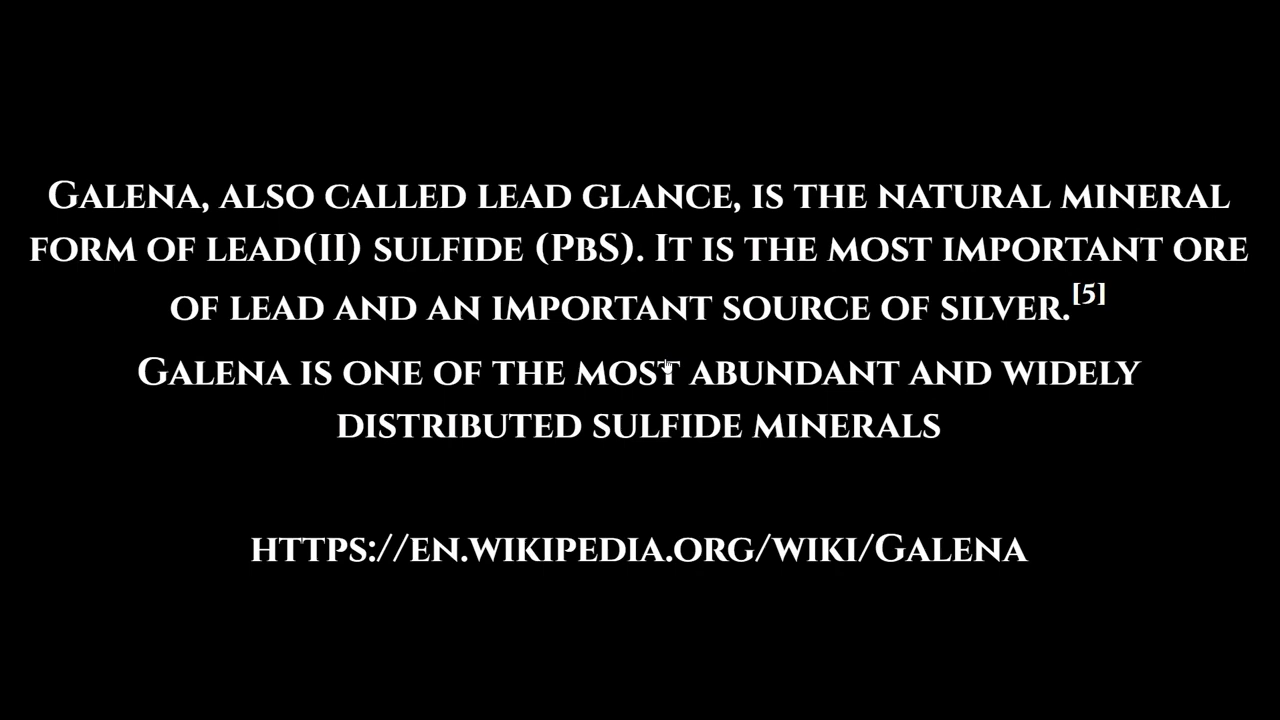 Galena, also called lead glance, is the natural mineral
form of lead(II) sulfide (PbS). It is the most important ore
of lead and an important source of silver.[5]
Galena is one of the most abundant and widely
distributed sulfide minerals
https://en.wikipedia.org/wiki/Galena